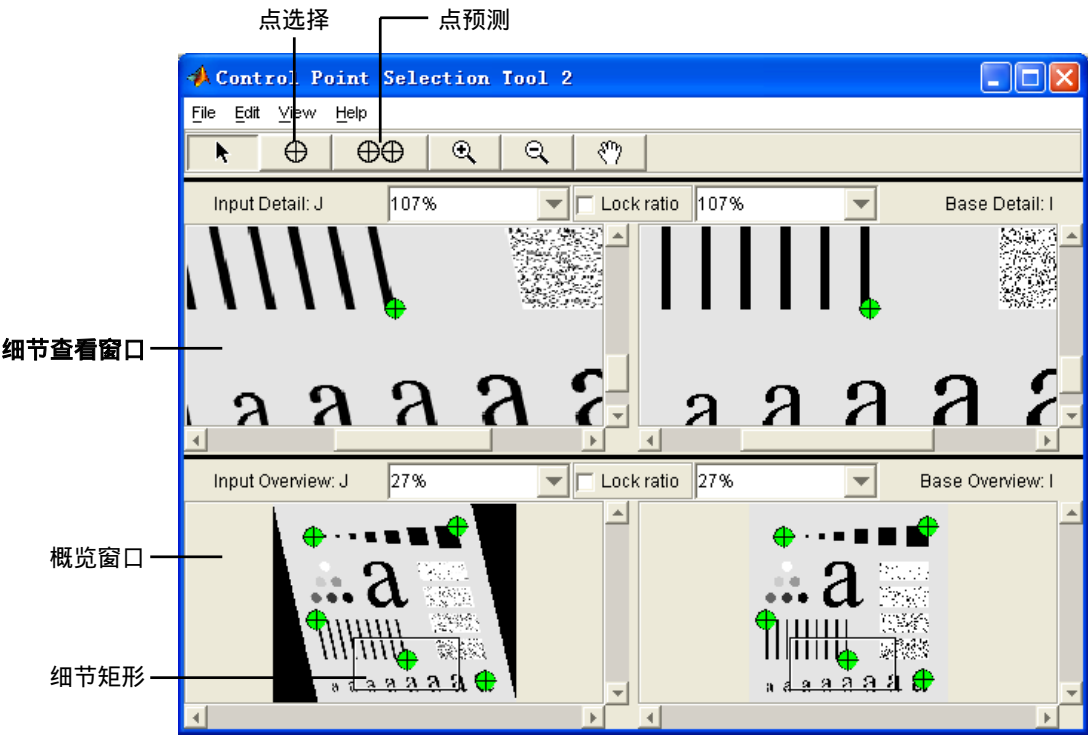 点选择 点预测
Control Point Selection Tool 2
File Edit View Help
Input Detail: J 107% Lock ratio 107% Base Detail: I
细节查看窗口
a a a a a
a a a a a
Input Overview: J 27% Lock ratio 27% Base Overview: I
概览窗口
a
a
细节矩形
a a a a a a a
a a a a a a a